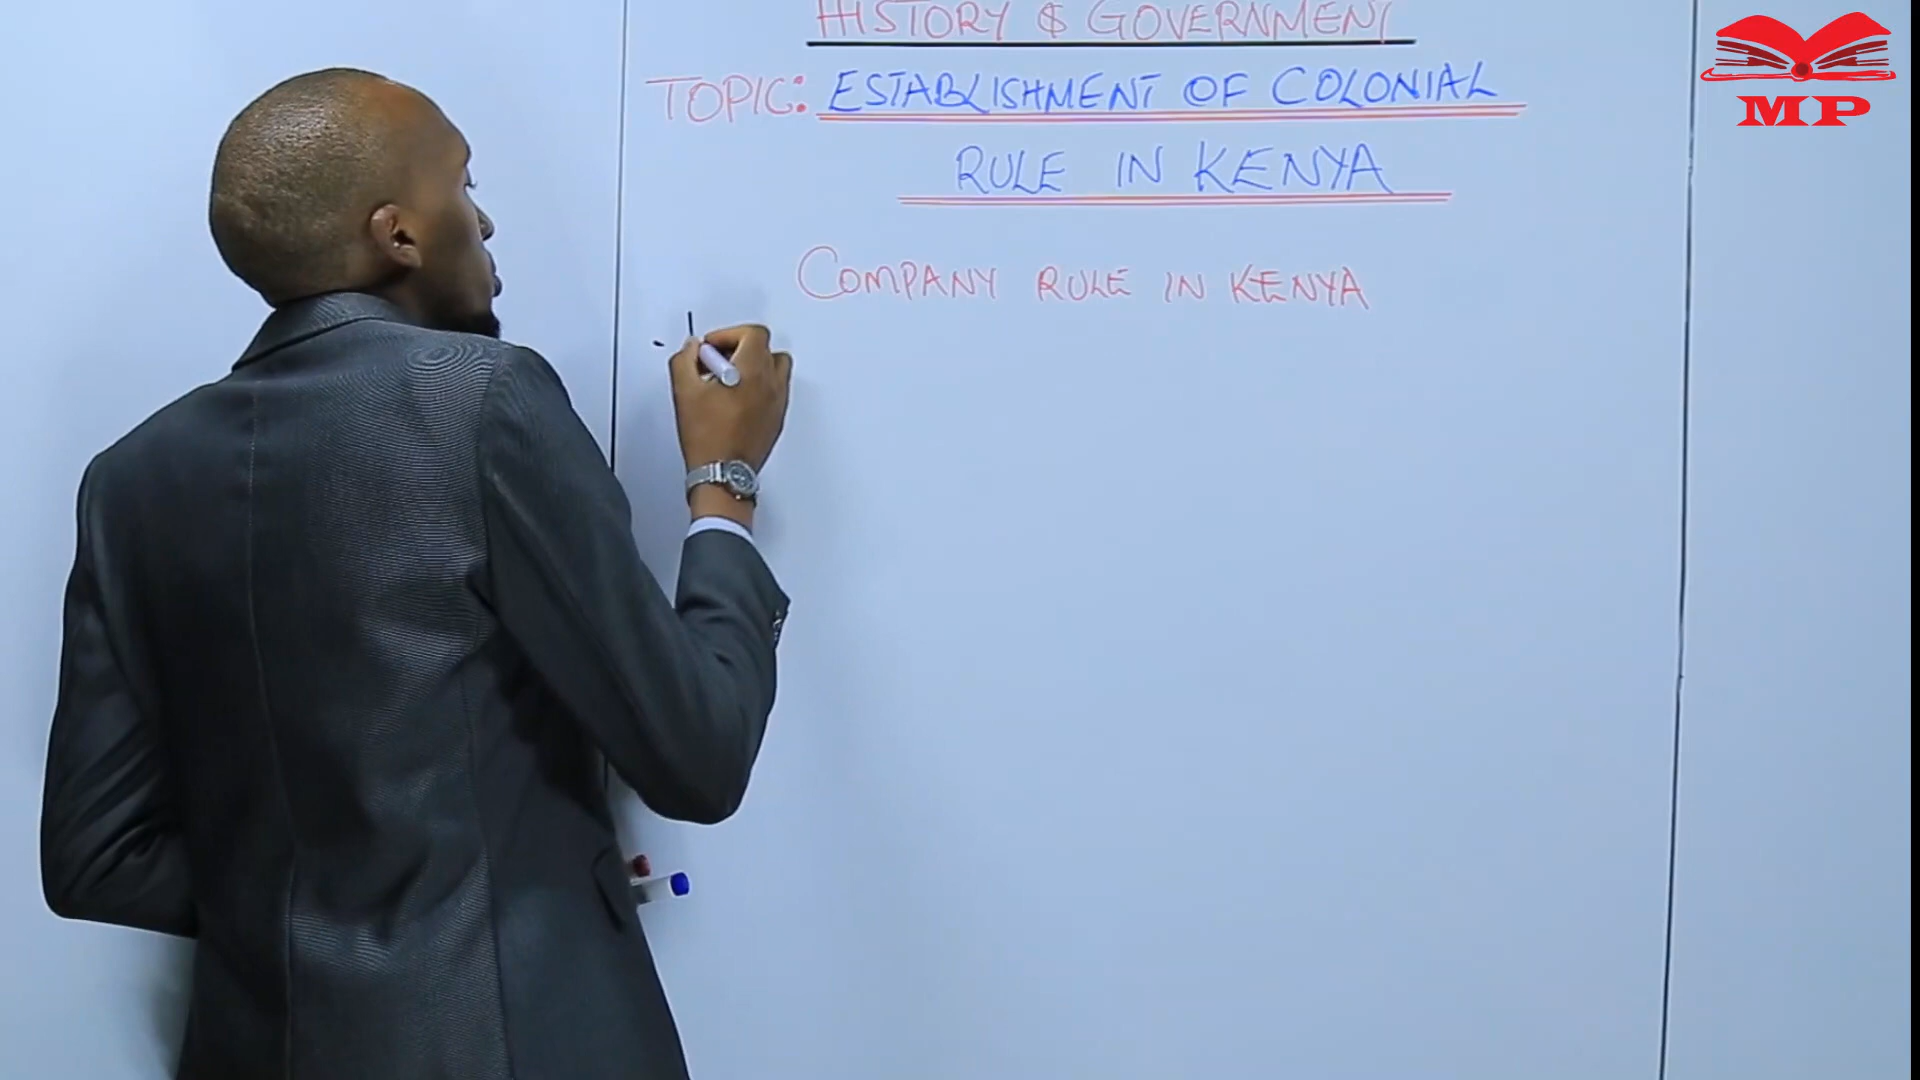 HISTORY & GOVERNMENT
TOPIC: ESTABLISHMENT OF COLONIAL
RULE IN KENYA
COMPANY RULE IN KENYA
MP